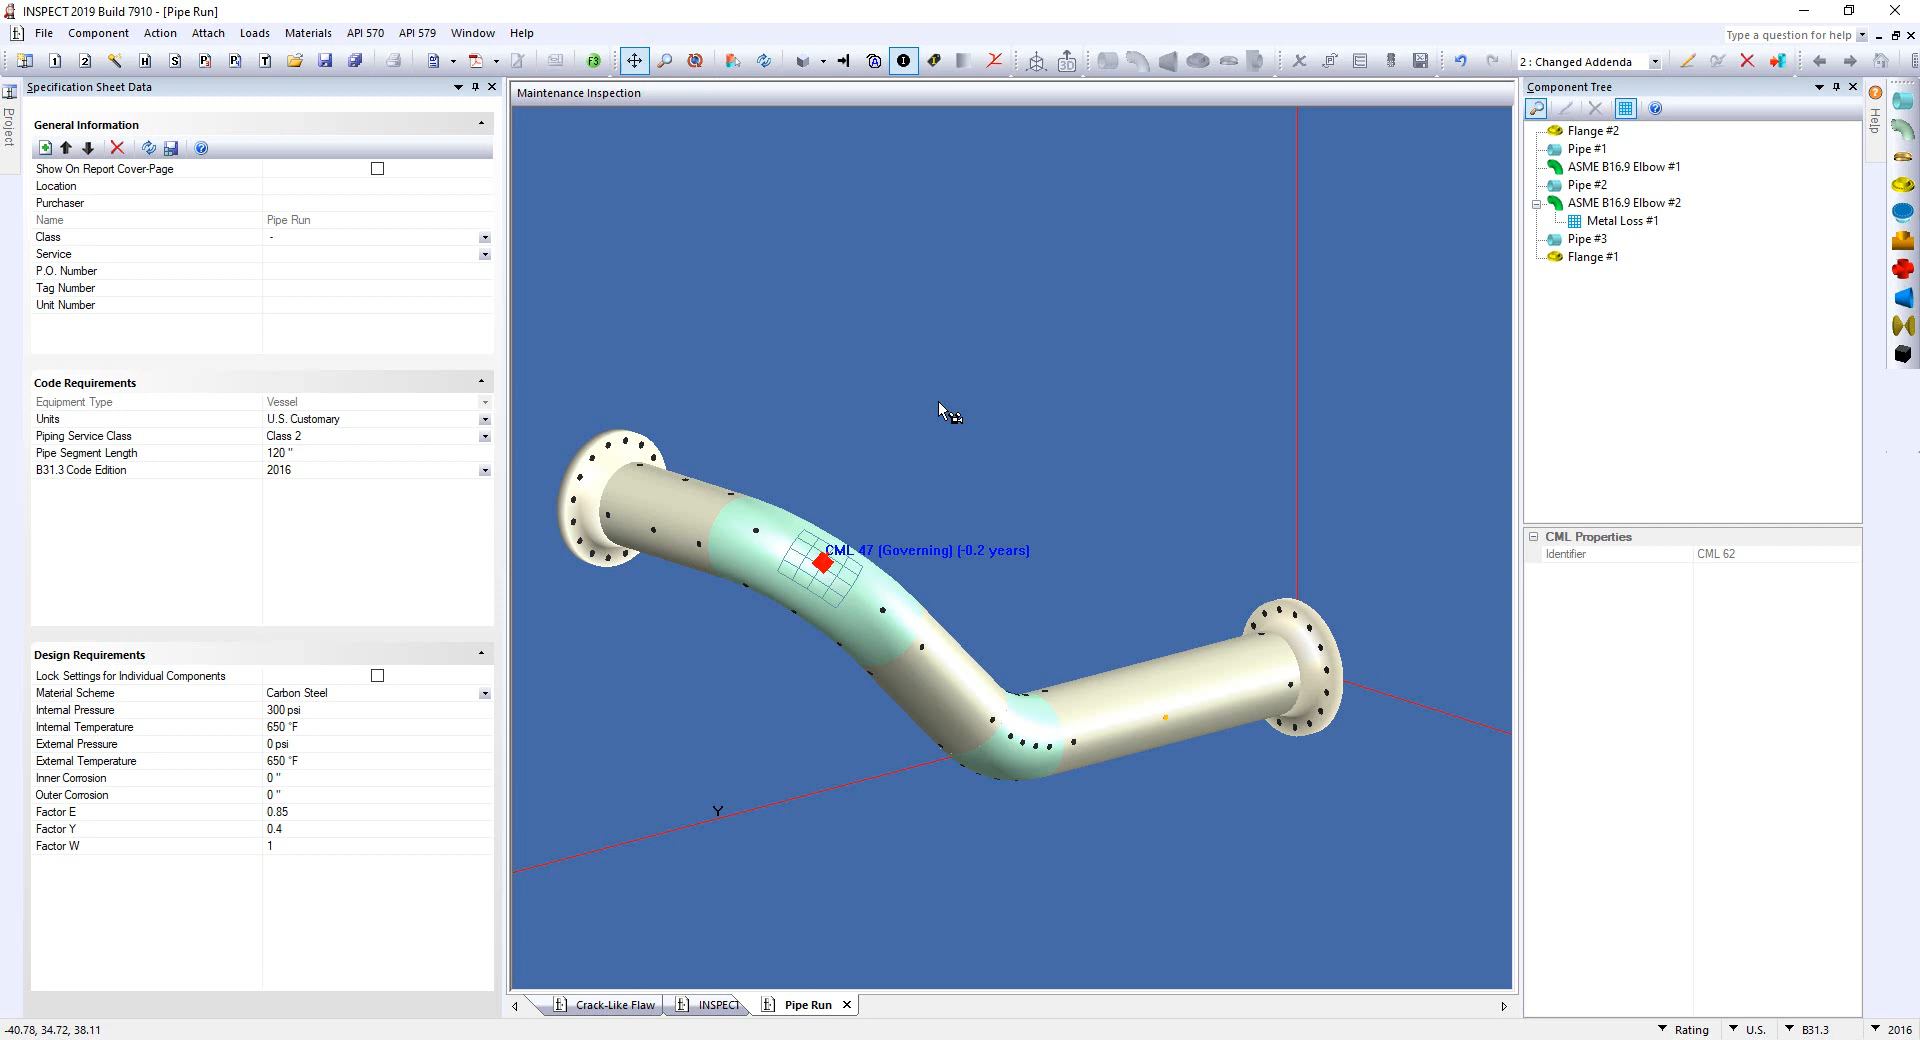 INSPECT 2019 Build 7910 - [Pipe Run]
File Component Action Attach Loads Materials API 570 API 579 Window Help
Type a question for help
2 : Changed Addenda
Project
Specification Sheet Data
General Information
Show On Report Cover-Page
Location
Purchaser
Name Pipe Run
Class -
Service
P.O. Number
Tag Number
Unit Number
Code Requirements
Equipment Type Vessel
Units U.S. Customary
Piping Service Class Class 2
Pipe Segment Length 120 "
B31.3 Code Edition 2016
Design Requirements
Lock Settings for Individual Components
Material Scheme Carbon Steel
Internal Pressure 300 psi
Internal Temperature 650 °F
External Pressure 0 psi
External Temperature 650 °F
Inner Corrosion 0 "
Outer Corrosion 0 "
Factor E 0.85
Factor Y 0.4
Factor W 1
Maintenance Inspection
CML 47 (Governing) (-0.2 years)
Y
Crack-Like Flaw INSPECT Pipe Run
Component Tree
Flange #2
Pipe #1
ASME B16.9 Elbow #1
Pipe #2
ASME B16.9 Elbow #2
Metal Loss #1
Pipe #3
Flange #1
CML Properties
Identifier CML 62
Help
-40.78, 34.72, 38.11
Rating U.S. B31.3 2016